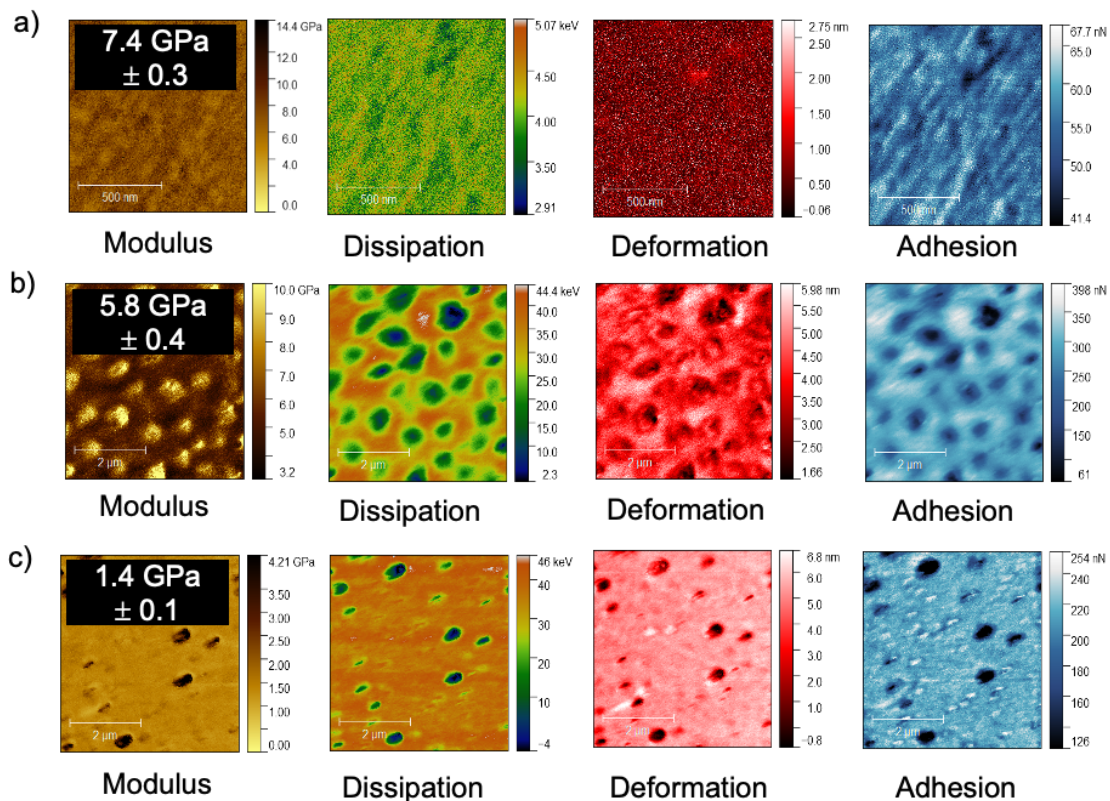 a)
7.4 GPa
± 0.3
500 nm
14.4 GPa
12.0
10.0
8.0
6.0
4.0
2.0
0.0
Modulus
500 nm
5.07 keV
4.50
4.00
3.50
2.91
Dissipation
500 nm
2.75 nm
2.50
2.00
1.50
1.00
0.50
-0.06
Deformation
500 nm
67.7 nN
65.0
60.0
55.0
50.0
41.4
Adhesion
b)
5.8 GPa
± 0.4
2 µm
10.0 GPa
9.0
8.0
7.0
6.0
5.0
3.2
Modulus
2 µm
44.4 keV
40.0
35.0
30.0
25.0
20.0
15.0
10.0
2.3
Dissipation
2 µm
5.98 nm
5.50
5.00
4.50
4.00
3.50
3.00
2.50
1.66
Deformation
2 µm
398 nN
350
300
250
200
150
61
Adhesion
c)
1.4 GPa
± 0.1
2 µm
4.21 GPa
3.50
3.00
2.50
2.00
1.50
1.00
0.00
Modulus
2 µm
46 keV
40
30
20
10
-4
Dissipation
2 µm
6.8 nm
6.0
5.0
4.0
3.0
2.0
1.0
-0.8
Deformation
2 µm
254 nN
240
220
200
180
160
126
Adhesion